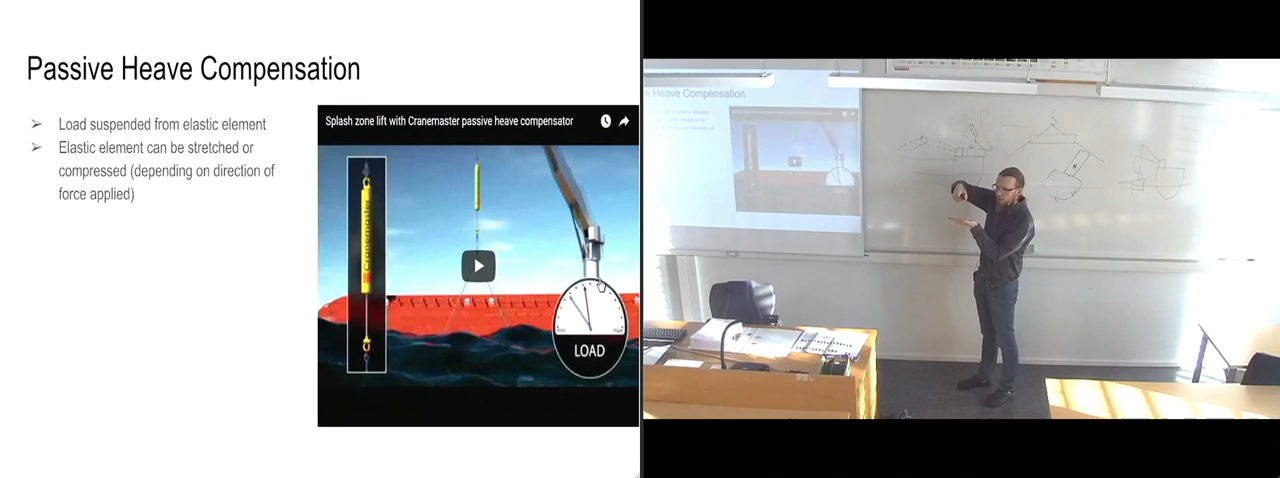 Passive Heave Compensation
➢ Load suspended from elastic element
➢ Elastic element can be stretched or
compressed (depending on direction of
force applied)
Splash zone lift with Cranemaster passive heave compensator
Cranemaster
LOAD
e Heave Compensation